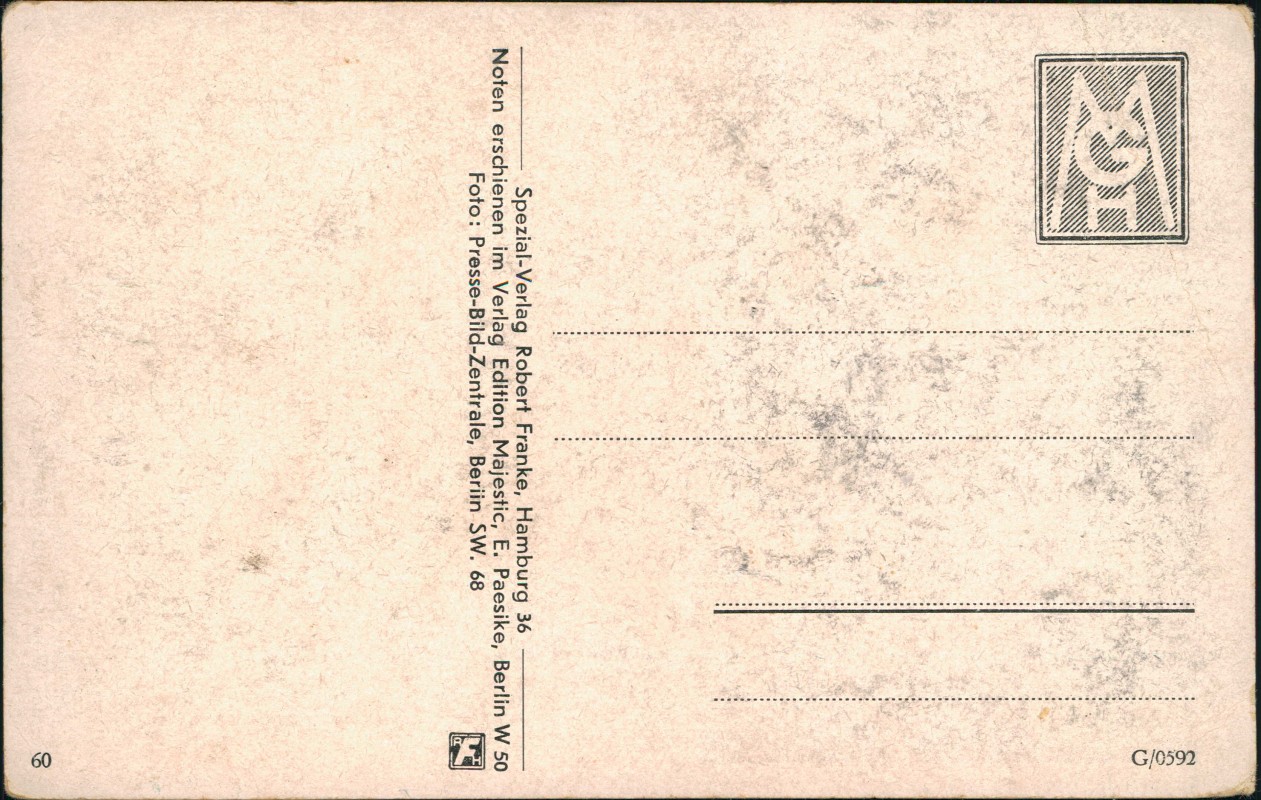 Spezial-Verlag Robert Franke, Hamburg 36
Noten erschienen im Verlag Edition Majestic, E. Paesike, Berlin W 50
Foto: Presse-Bild-Zentrale, Berlin SW. 68
MGH
60
G/0592